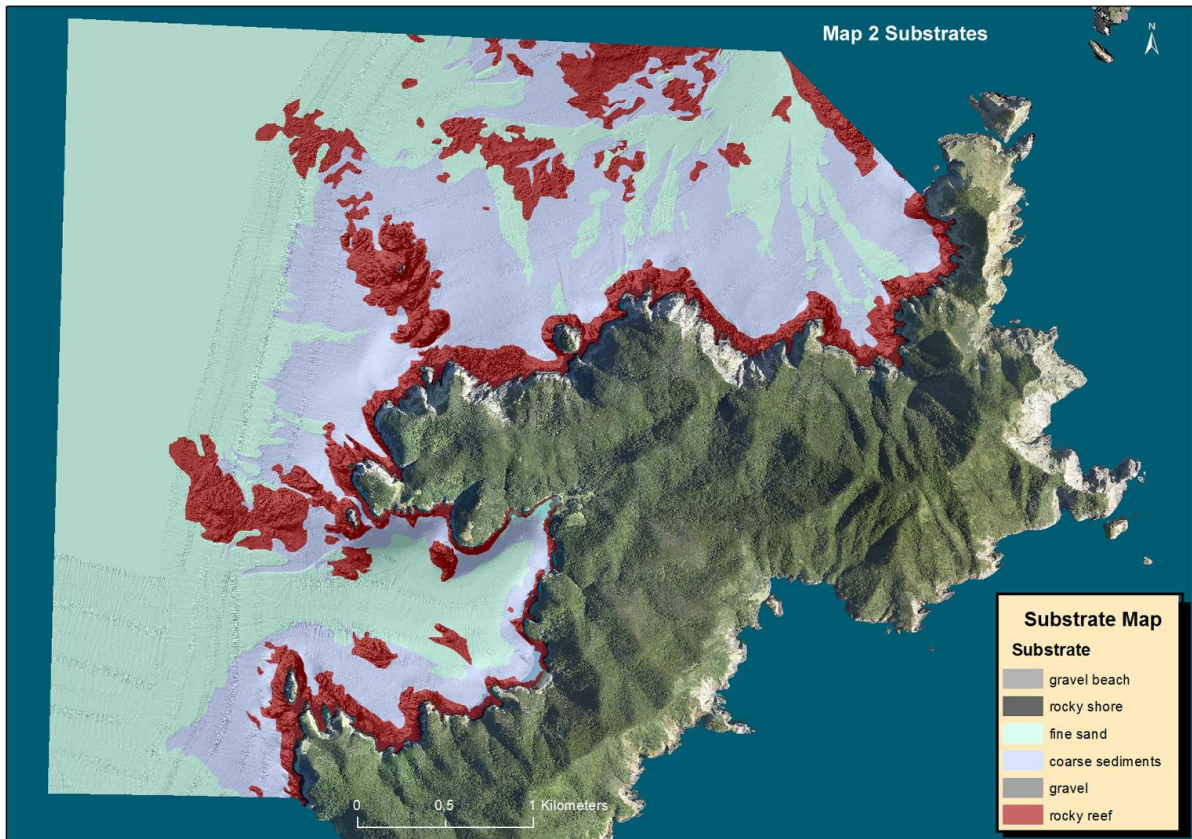 Map 2 Substrates
N
Substrate Map
Substrate
gravel beach
rocky shore
fine sand
coarse sediments
gravel
rocky reef
0 0.5 1 Kilometers